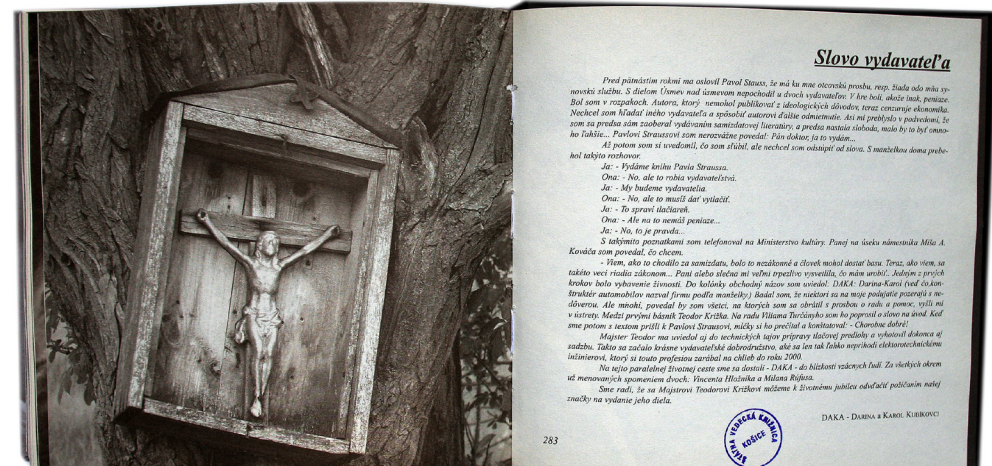 Slovo vydavateľa
Pred pätnástim rokmi ma oslovil Pavol Stauss, že má ku mne otcovskú prosbu, resp. žiada odo mňa sy-
novskú službu. S dielom Úsmev nad úsmevom nepochodil u dvoch vydavateľov. V hre boli, akože inak, peniaze.
Bol som v rozpakoch. Autora, ktorý nemohol publikovať z ideologických dôvodov, teraz cenzuruje ekonomika.
Nechcel som hľadať iného vydavateľa a spôsobiť autorovi ďalšie odmietnutie. Asi mi preblyslo v podvedomí, že
som sa predsa sám zaoberal vydávaním samizdatovej literatúry, a predsa nastala sloboda, malo by to byť omno-
ho ľahšie... Pavlovi Straussovi som nerozvážne povedal: Pán doktor, ja to vydám...
Až potom som si uvedomil, čo som sľúbil, ale nechcel som odstúpiť od slova. S manželkou doma prebe-
hol takýto rozhovor.
Ja: - Vydáme knihu Pavla Straussa.
Ona: - No, ale to robia vydavateľstvá.
Ja: - My budeme vydavatelia.
Ona: - No, ale to musíš dať vytlačiť.
Ja: - To spraví tlačiareň.
Ona: - Ale na to nemáš peniaze...
Ja: - No, to je pravda...
S takýmito poznatkami som telefonoval na Ministerstvo kultúry. Panej na úseku námestníka Miša A.
Kováča som povedal, čo chcem.
- Viem, ako to chodilo za samizdatu, bolo to nezákonné a človek mohol dostať basu. Teraz, ako viem, sa
takéto veci riadia zákonom... Pani alebo slečna mi veľmi trpezlivo vysvetlila, čo mám urobiť. Jedným z prvých
krokov bolo vybavenie živnosti. Do kolónky obchodný názov som uviedol: DAKA: Darina-Karol (veď čo.kon-
štruktér automobilov nazval firmu podľa manželky.) Badal som, že niektorí sa na moje podujatie pozerajú s ne-
dôverou. Ale mnohí, povedal by som všetci, na ktorých som sa obrátil s prosbou o radu a pomoc, vyšli mi
v ústrety. Medzi prvými básnik Teodor Križka. Na radu Viliama Turčányho som ho poprosil o slovo na úvod. Keď
sme potom s textom prišli k Pavlovi Straussovi, mlčky si ho prečítal a konštatoval: - Chorobne dobré!
Majster Teodor ma uviedol aj do technických tajov prípravy tlačovej predlohy a vyhotovil dokonca aj
sadzbu. Takto sa začalo krásne vydavateľské dobrodružstvo, aké sa len tak ľahko neprihodí elektrotechnickému
inžinierovi, ktorý si touto profesiou zarábal na chlieb do roku 2000.
Na tejto paralelnej životnej ceste sme sa dostali - DAKA - do blízkosti vzácnych ľudí. Za všetkých okrem
už menovaných spomeniem dvoch: Vincenta Hložníka a Milana Rúfusa.
Sme radi, že sa Majstrovi Teodorovi Križkovi môžeme k životnému jubileu odvďačiť požičaním našej
značky na vydanie jeho diela.
DAKA - Darina a Karol Kubíkovci
ŠTÁTNA VEDECKÁ KNIŽNICA
KOŠICE
283